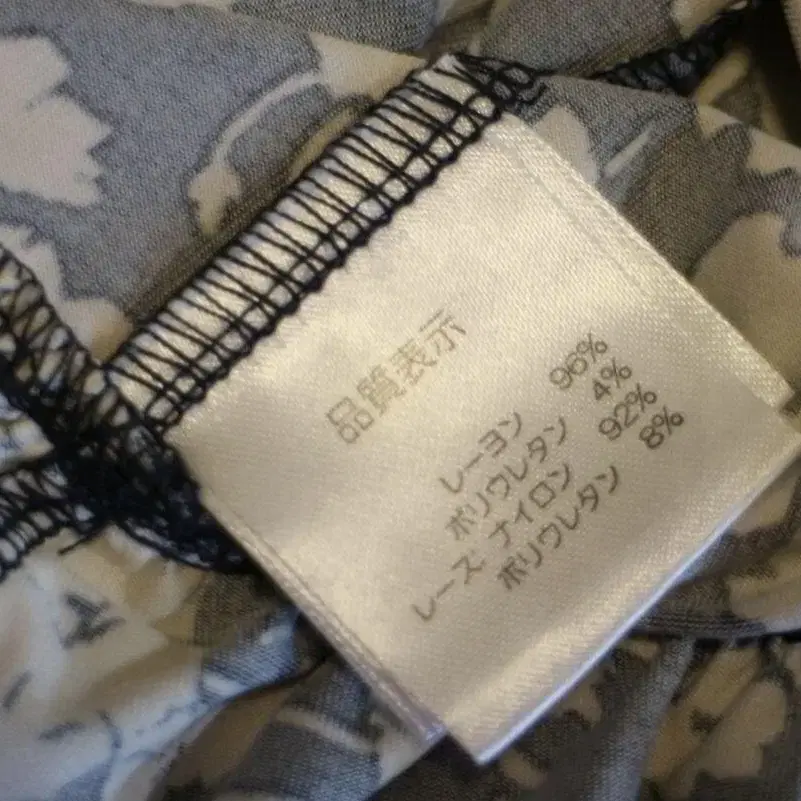 品質表示
レーヨン 96%
ポリウレタン 4%
レース ナイロン 92%
ポリウレタン 8%